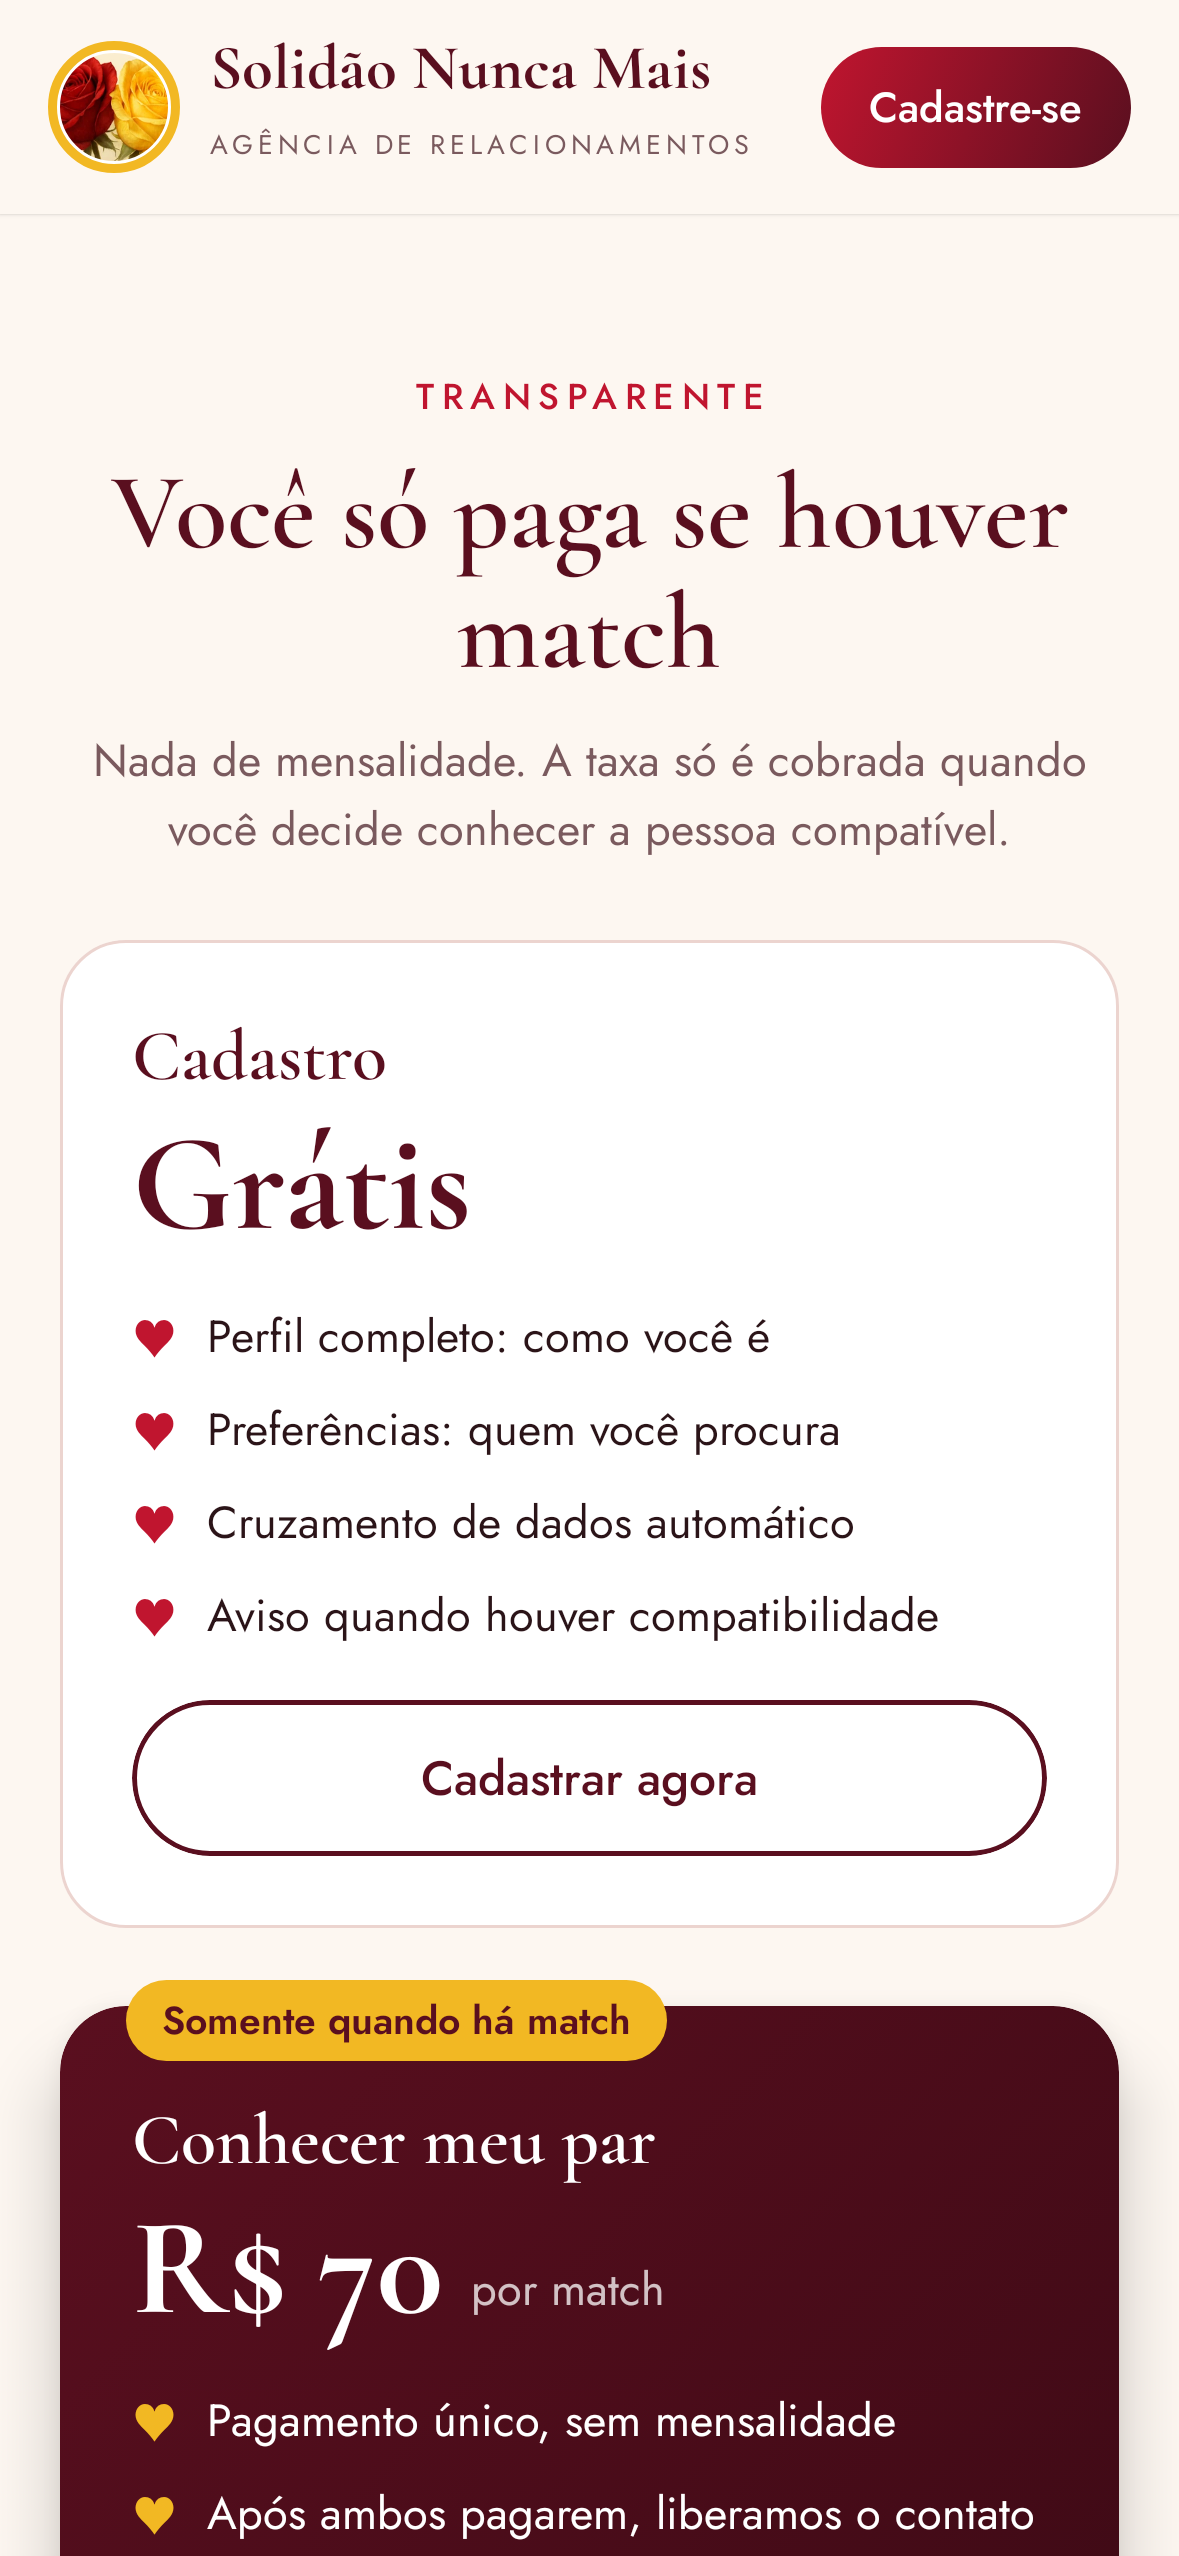 Solidão Nunca Mais
AGÊNCIA DE RELACIONAMENTOS
Cadastre-se
TRANSPARENTE
Você só paga se houver
match
Nada de mensalidade. A taxa só é cobrada quando
você decide conhecer a pessoa compatível.
Cadastro
Grátis
Perfil completo: como você é
Preferências: quem você procura
Cruzamento de dados automático
Aviso quando houver compatibilidade
Cadastrar agora
Somente quando há match
Conhecer meu par
R$ 70 por match
Pagamento único, sem mensalidade
Após ambos pagarem, liberamos o contato